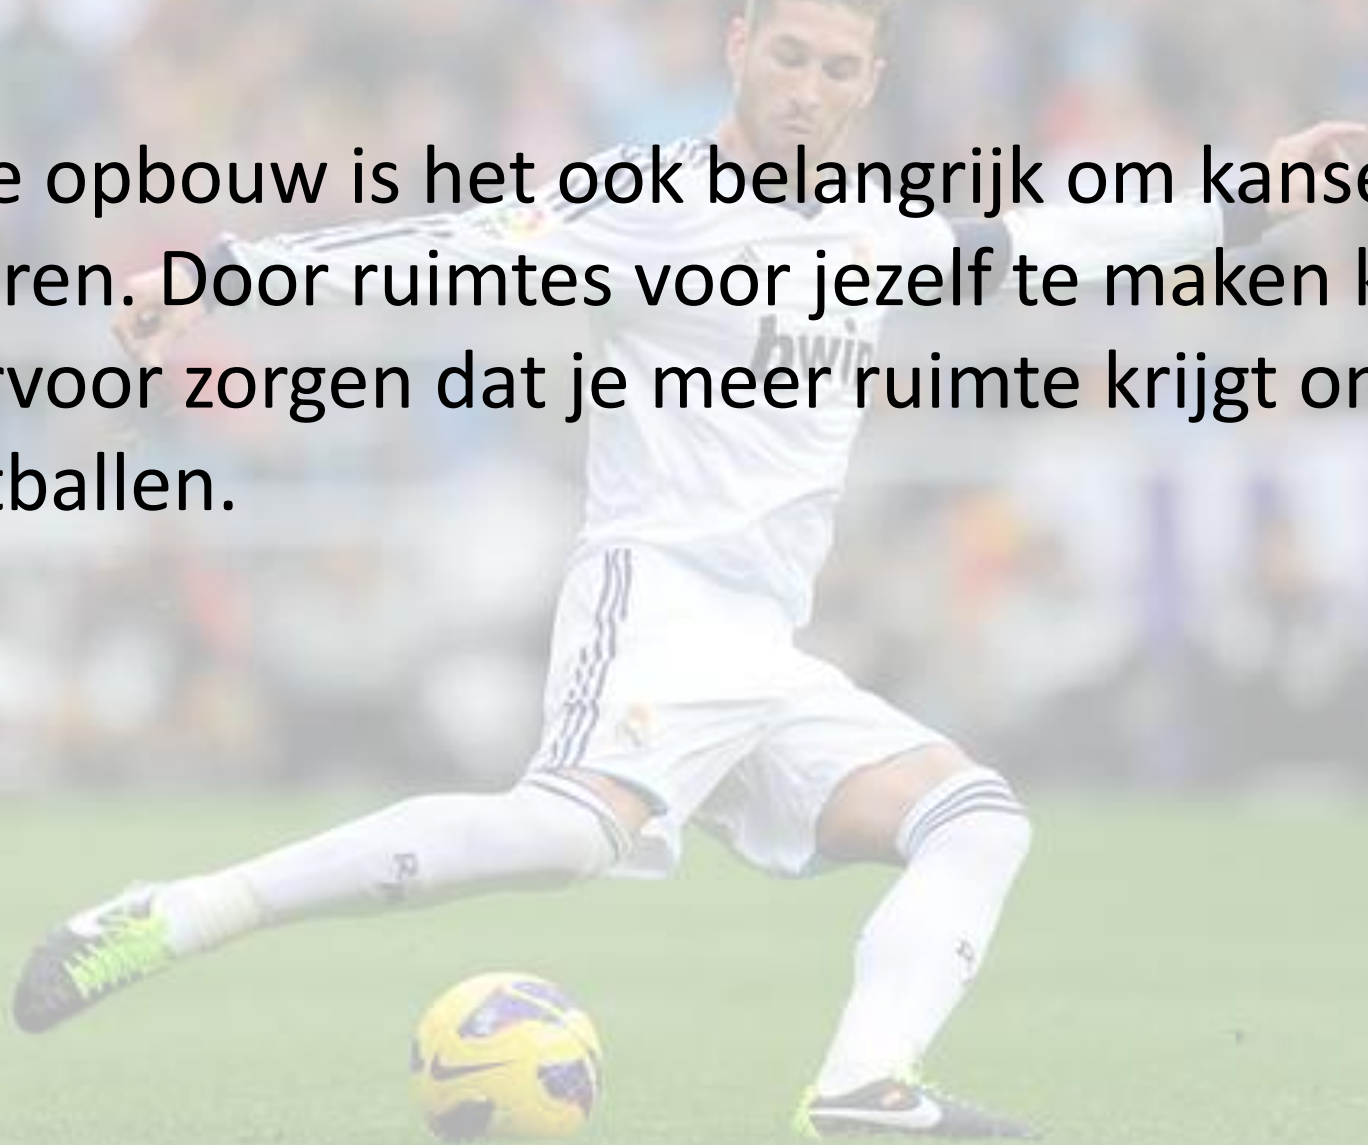 e opbouw is het ook belangrijk om kanse
ren. Door ruimtes voor jezelf te maken
rvoor zorgen dat je meer ruimte krijgt
tballen.
bwin